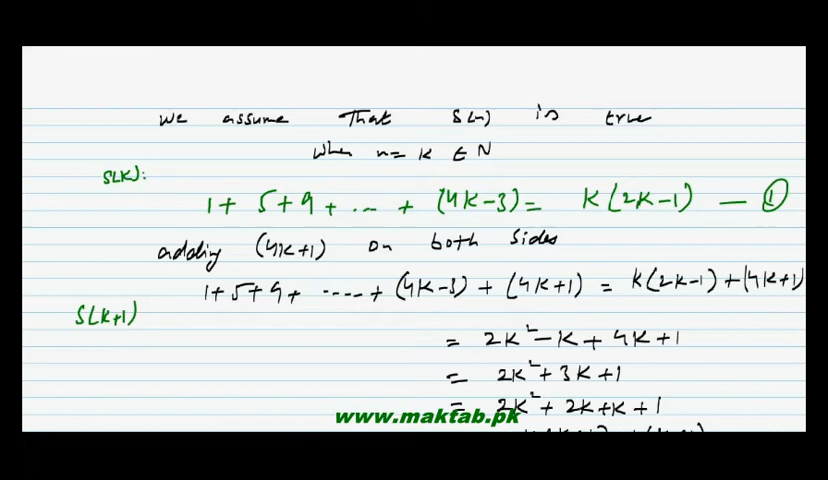 we assume That S(n) is true
when n = k ∈ N
S(k):
1 + 5 + 9 + ... + (4k-3) = k(2k-1) — ①
adding (4k+1) on both sides
1 + 5 + 9 + ..... + (4k-3) + (4k+1) = k(2k-1) + (4k+1)
S(k+1)
= 2k² - k + 4k + 1
= 2k² + 3k + 1
= 2k² + 2k + k + 1
www.maktab.pk